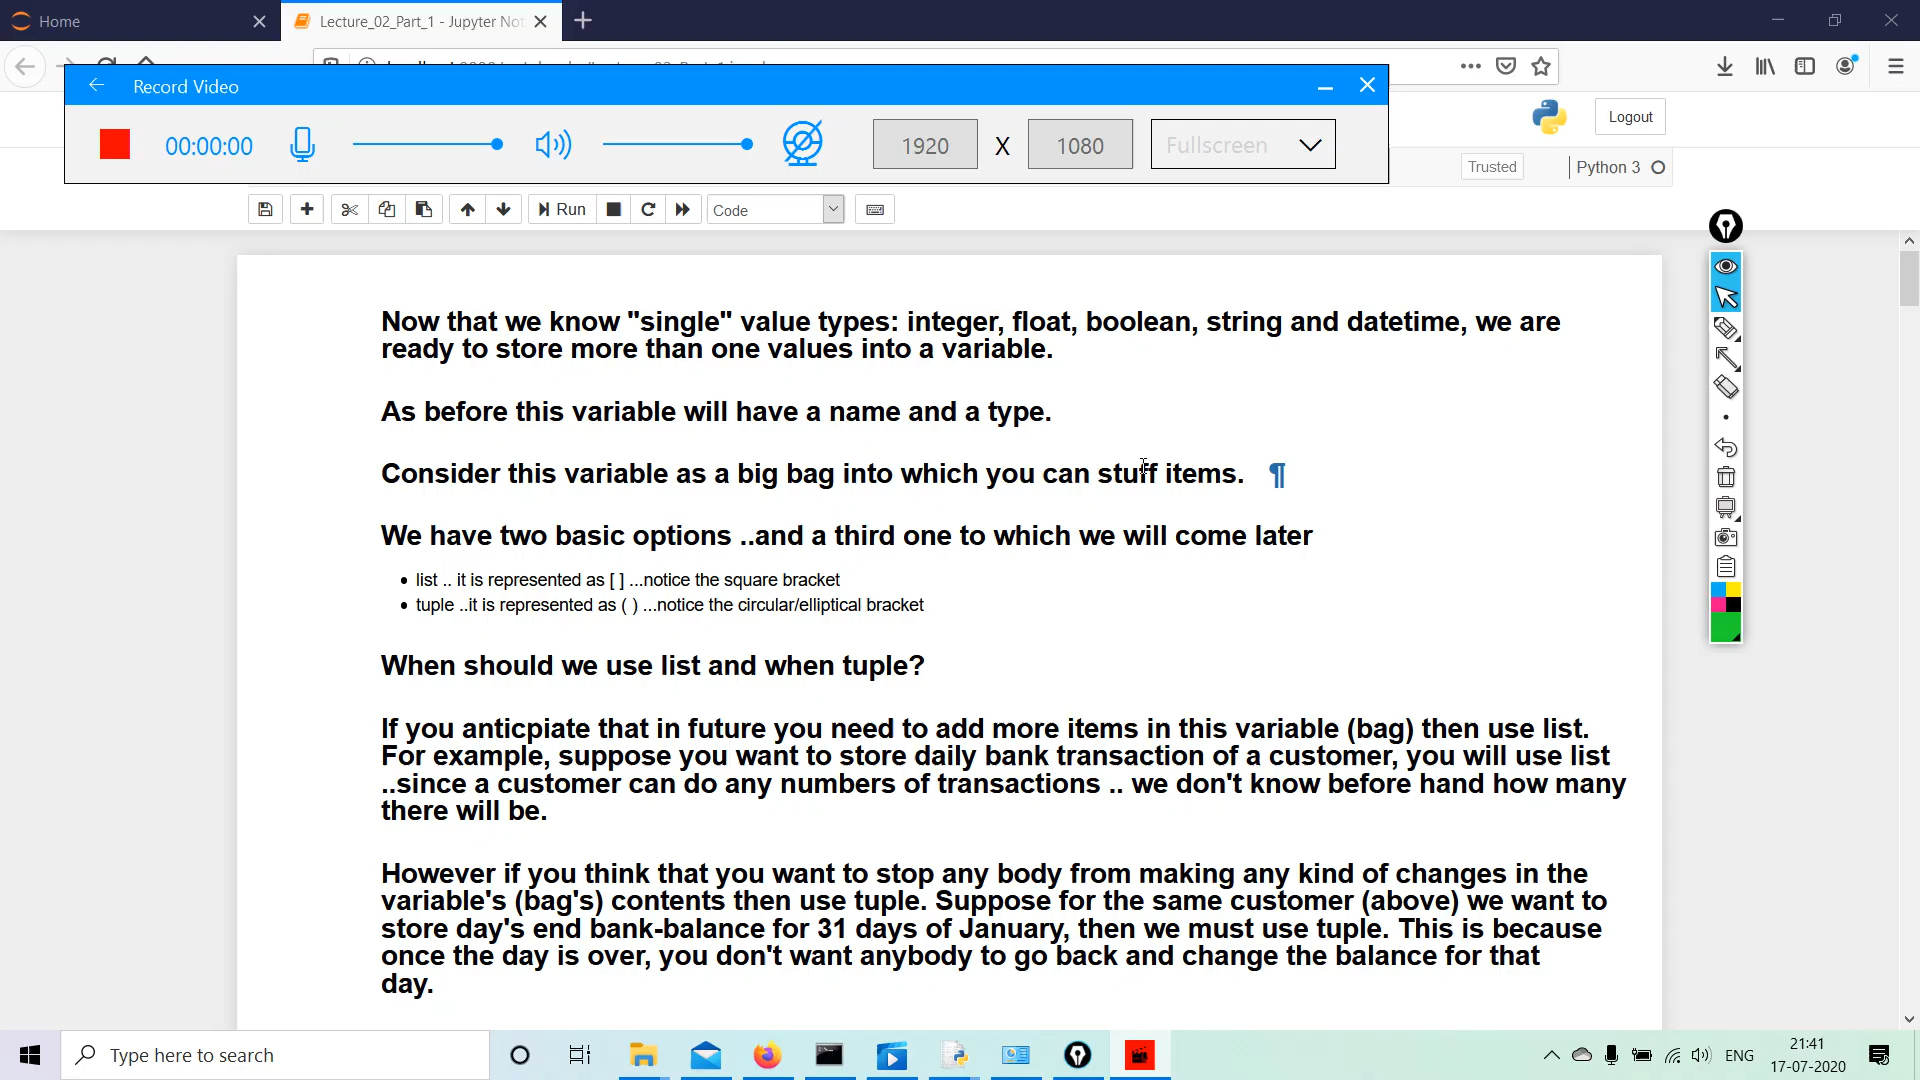 Home
Lecture_02_Part_1 - Jupyter Not
Record Video
00:00:00
1920 X 1080 Fullscreen
Logout
Trusted Python 3
Run Code
Now that we know "single" value types: integer, float, boolean, string and datetime, we are
ready to store more than one values into a variable.
As before this variable will have a name and a type.
Consider this variable as a big bag into which you can stuff items. ¶
We have two basic options ..and a third one to which we will come later
• list .. it is represented as [ ] ...notice the square bracket
• tuple ..it is represented as ( ) ...notice the circular/elliptical bracket
When should we use list and when tuple?
If you anticpiate that in future you need to add more items in this variable (bag) then use list.
For example, suppose you want to store daily bank transaction of a customer, you will use list
..since a customer can do any numbers of transactions .. we don't know before hand how many
there will be.
However if you think that you want to stop any body from making any kind of changes in the
variable's (bag's) contents then use tuple. Suppose for the same customer (above) we want to
store day's end bank-balance for 31 days of January, then we must use tuple. This is because
once the day is over, you don't want anybody to go back and change the balance for that
day.
Type here to search
ENG
21:41
17-07-2020